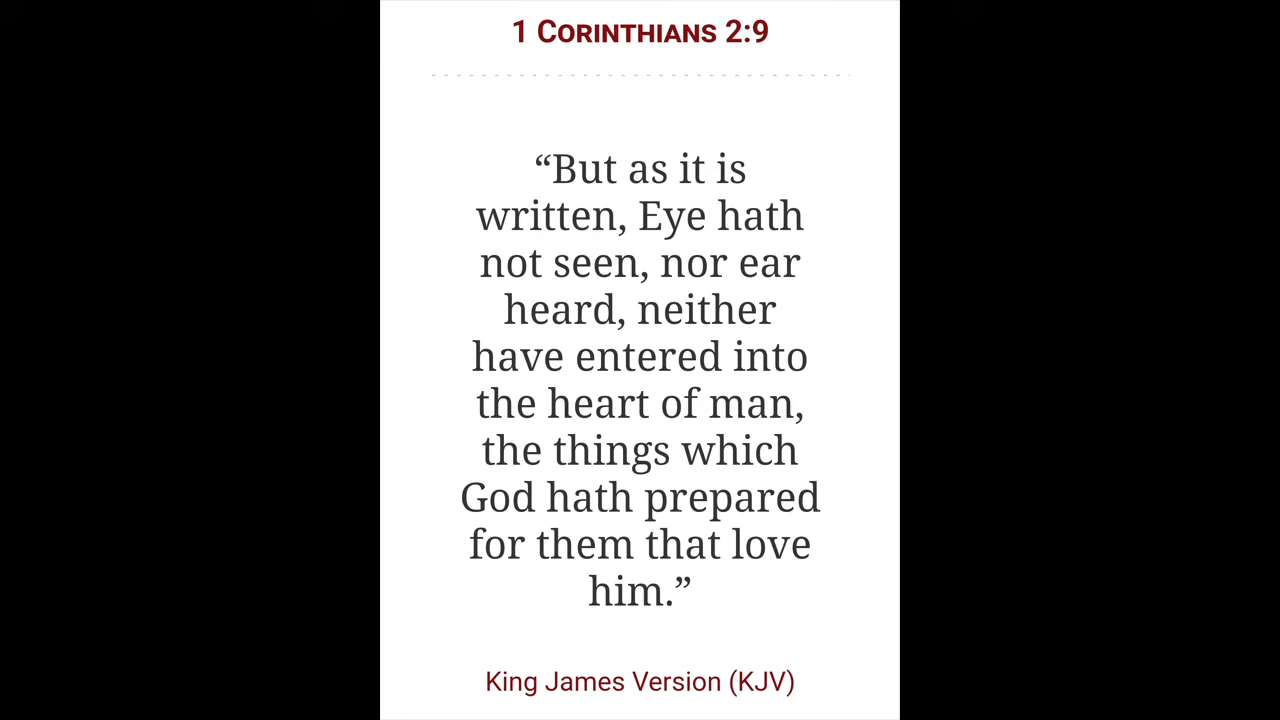 1 Corinthians 2:9
“But as it is
written, Eye hath
not seen, nor ear
heard, neither
have entered into
the heart of man,
the things which
God hath prepared
for them that love
him.”
King James Version (KJV)